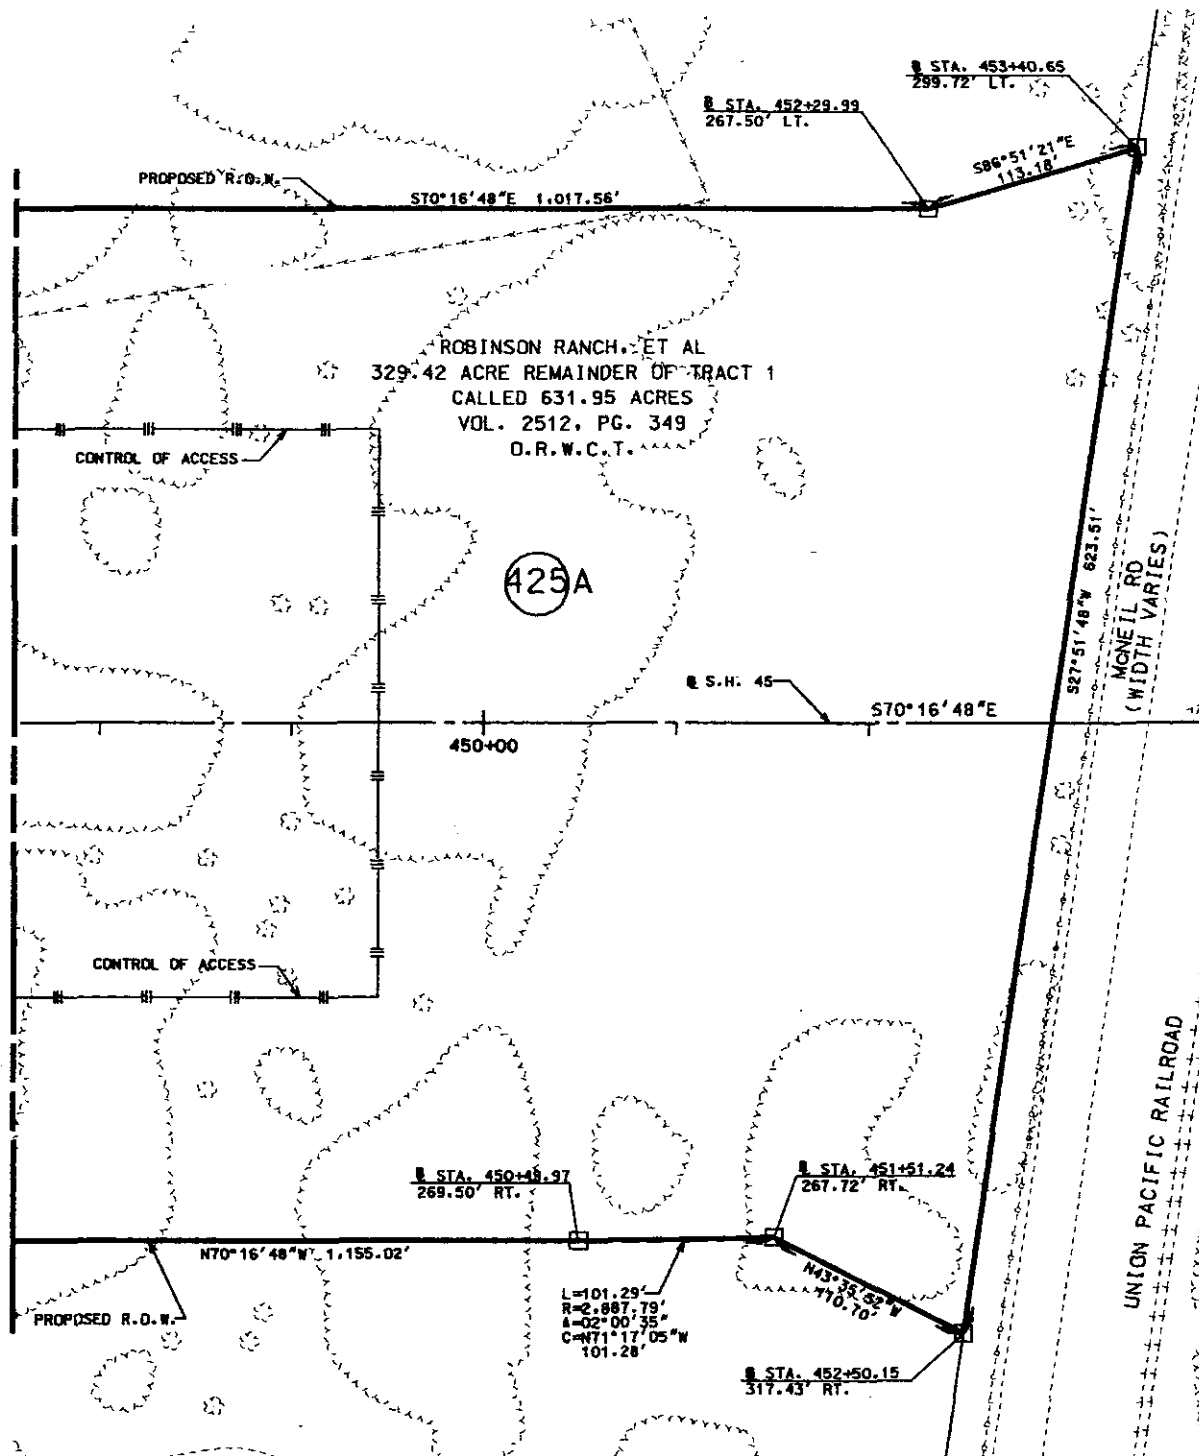 ℄ STA. 453+40.65
299.72' LT.
℄ STA. 452+29.99
267.50' LT.
S86°51'21"E
113.18'
PROPOSED R.O.W.
S70°16'48"E 1,017.56'
ROBINSON RANCH, ET AL
329.42 ACRE REMAINDER OF TRACT 1
CALLED 631.95 ACRES
VOL. 2512, PG. 349
O.R.W.C.T.
CONTROL OF ACCESS
425A
S27°51'48"W 623.51'
MCNEIL RD
(WIDTH VARIES)
℄ S.H. 45
S70°16'48"E
450+00
CONTROL OF ACCESS
UNION PACIFIC RAILROAD
℄ STA. 450+49.97
269.50' RT.
℄ STA. 451+51.24
267.72' RT.
N70°16'48"W 1,155.02'
N43°35'52"W
110.70'
L=101.29'
R=2,887.79'
Δ=02°00'35"
C=N71°17'05"W
101.28'
PROPOSED R.O.W.
℄ STA. 452+50.15
317.43' RT.